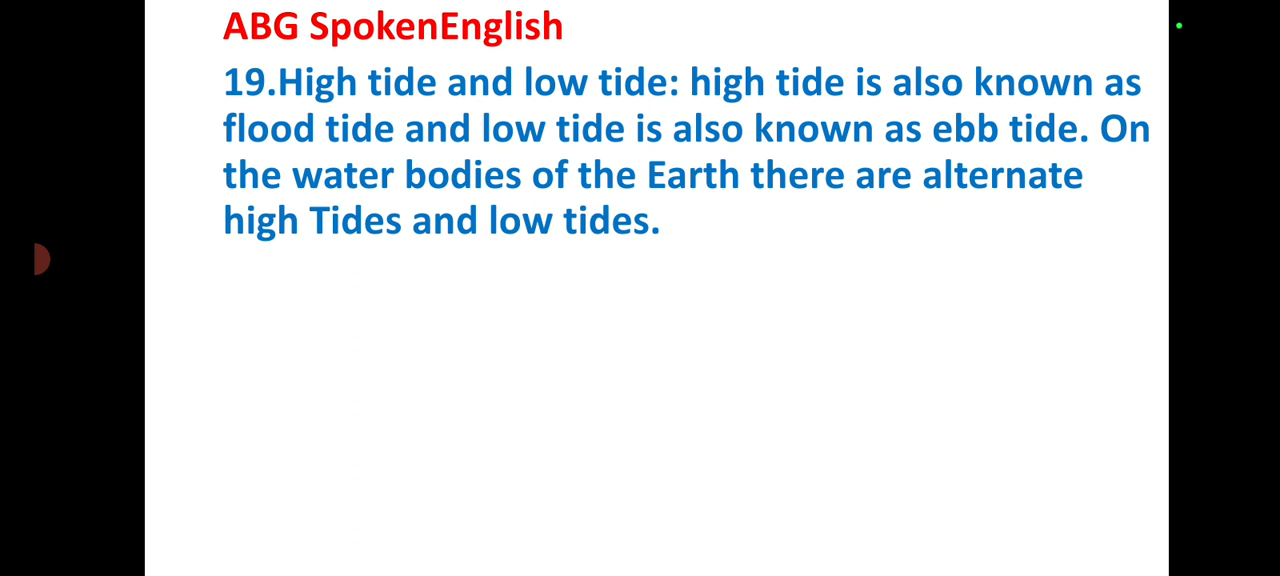 ABG SpokenEnglish
19.High tide and low tide: high tide is also known as
flood tide and low tide is also known as ebb tide. On
the water bodies of the Earth there are alternate
high Tides and low tides.